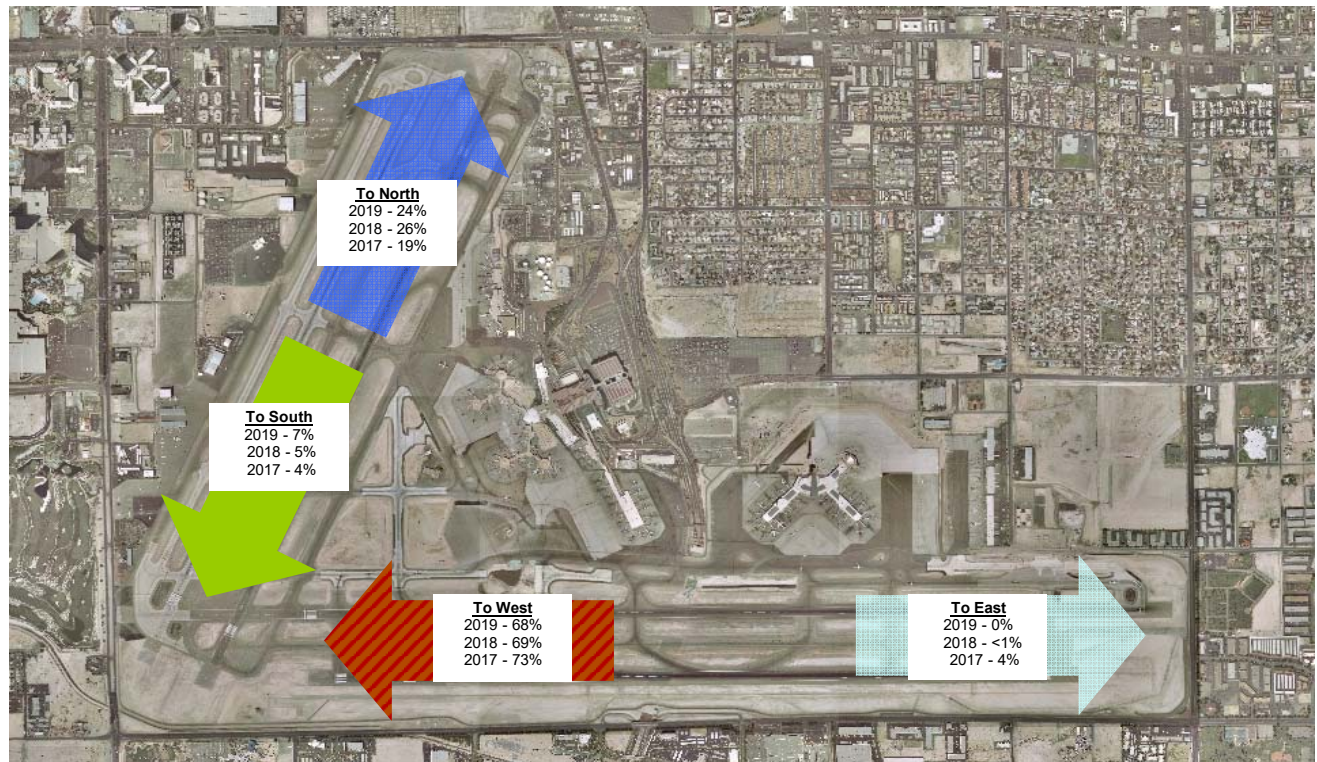 To North
2019 - 24%
2018 - 26%
2017 - 19%
To South
2019 - 7%
2018 - 5%
2017 - 4%
To West
2019 - 68%
2018 - 69%
2017 - 73%
To East
2019 - 0%
2018 - <1%
2017 - 4%